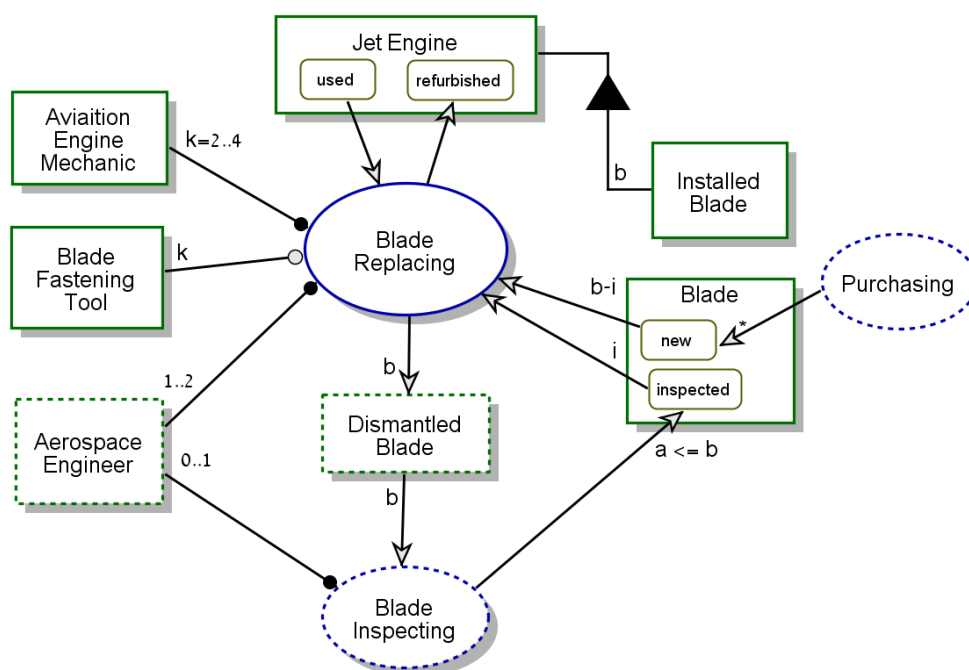 Jet Engine
used
refurbished
Aviaition
Engine
Mechanic
k=2..4
b
Installed
Blade
Blade
Fastening
Tool
k
Blade
Replacing
b-i
Blade
Purchasing
new
*
i
inspected
b
1..2
Aerospace
Engineer
0..1
Dismantled
Blade
a <= b
b
Blade
Inspecting